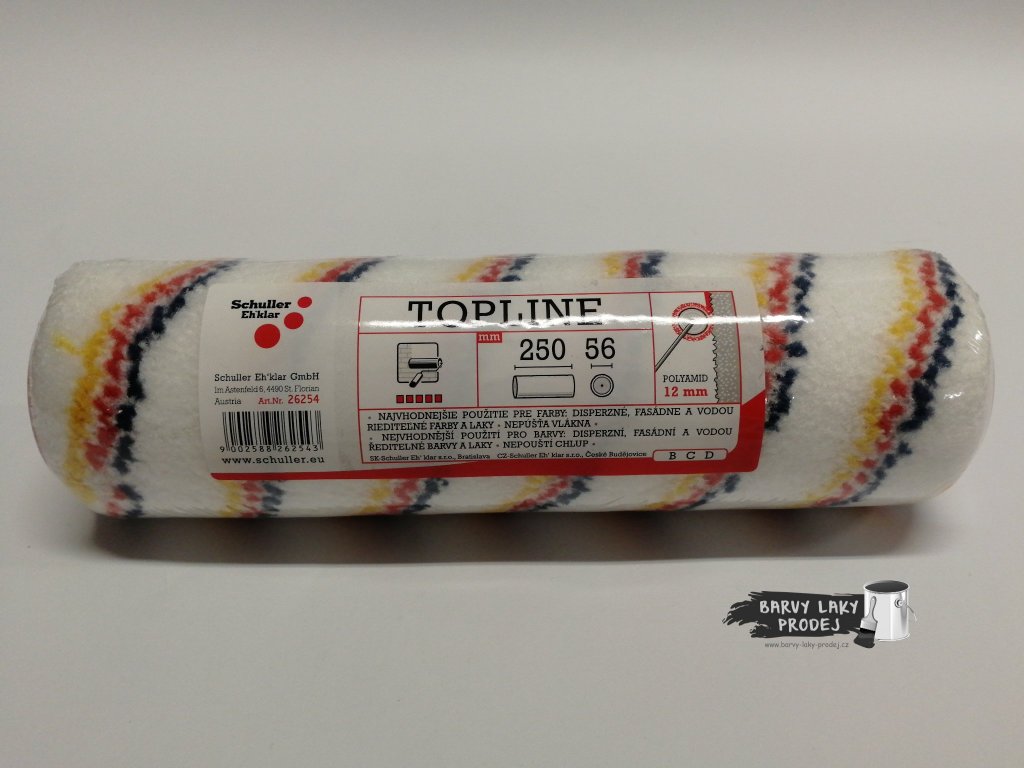 Schuller
Eh'klar
Schuller Eh'klar GmbH
Im Astenfeld 6, 4490 St. Florian
Austria Art.Nr. 26254
9 002588 262543
www.schuller.eu
TOPLINE
mm
250 56
POLYAMID
12 mm
• NAJVHODNEJŠIE POUŽITIE PRE FARBY: DISPERZNÉ, FASÁDNE A VODOU
RIEDITEĽNÉ FARBY A LAKY • NEPÚŠŤA VLÁKNA •
• NEJVHODNĚJŠÍ POUŽITÍ PRO BARVY: DISPERZNÍ, FASÁDNÍ A VODOU
ŘEDITELNÉ BARVY A LAKY • NEPOUŠTÍ CHLUP •
SK-Schuller Eh' klar s.r.o., Bratislava CZ-Schuller Eh' klar s.r.o., České Budějovice
B C D
BARVY LAKY
PRODEJ
www.barvy-laky-prodej.cz